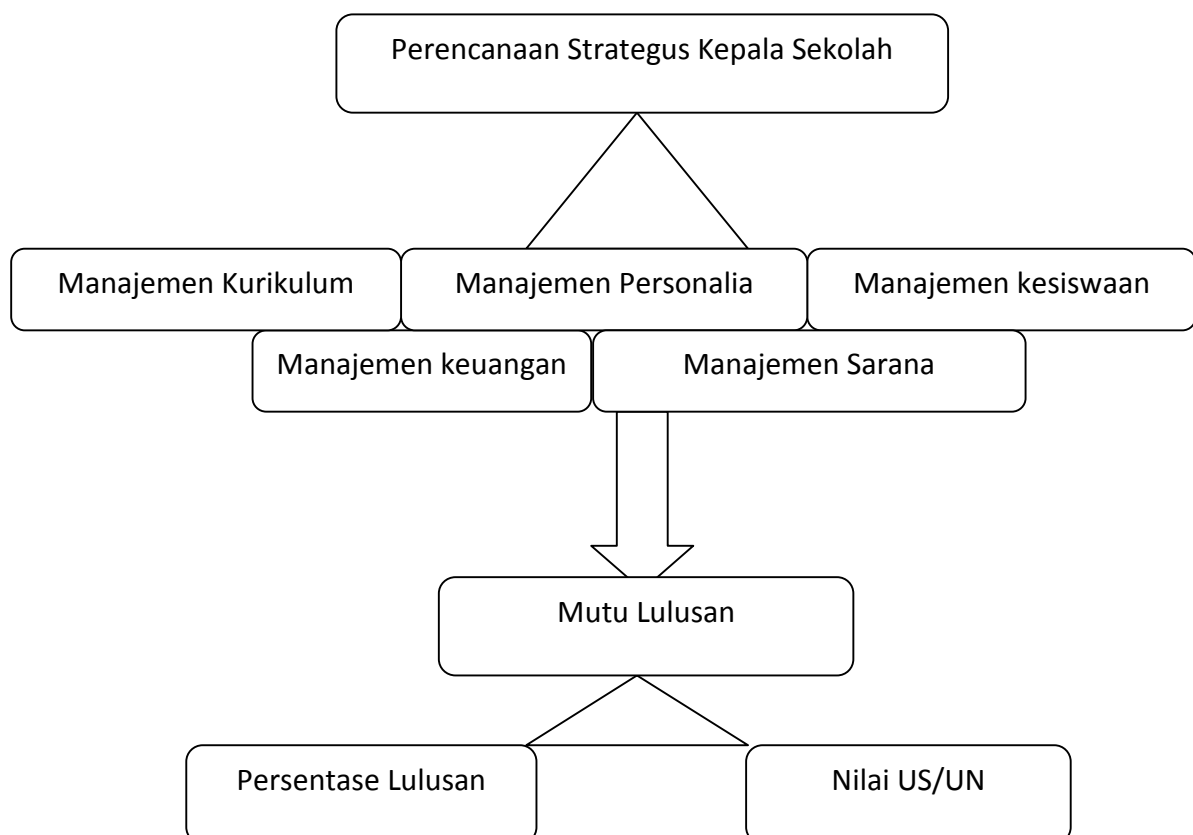 Perencanaan Strategus Kepala Sekolah
Manajemen Kurikulum
Manajemen Personalia
Manajemen kesiswaan
Manajemen keuangan
Manajemen Sarana
Mutu Lulusan
Persentase Lulusan
Nilai US/UN